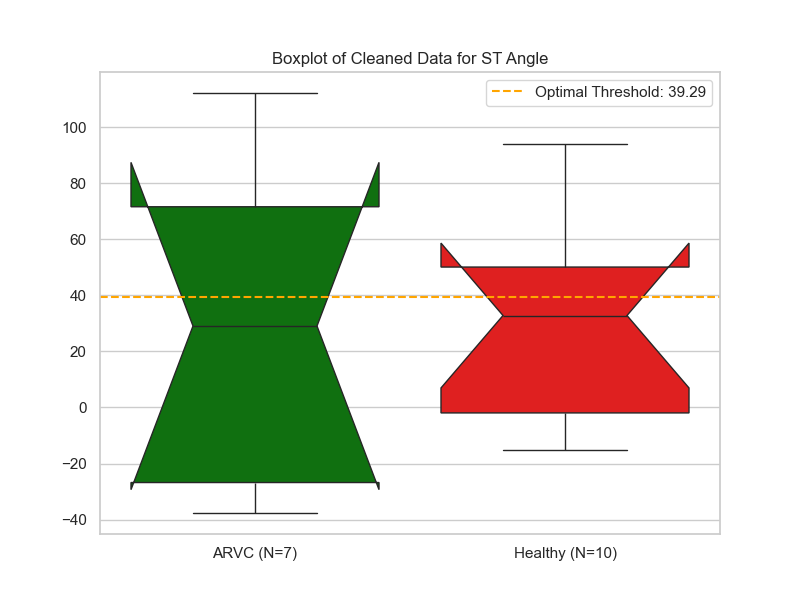 Boxplot of Cleaned Data for ST Angle
Optimal Threshold: 39.29
100
80
60
40
20
0
−20
−40
ARVC (N=7)
Healthy (N=10)